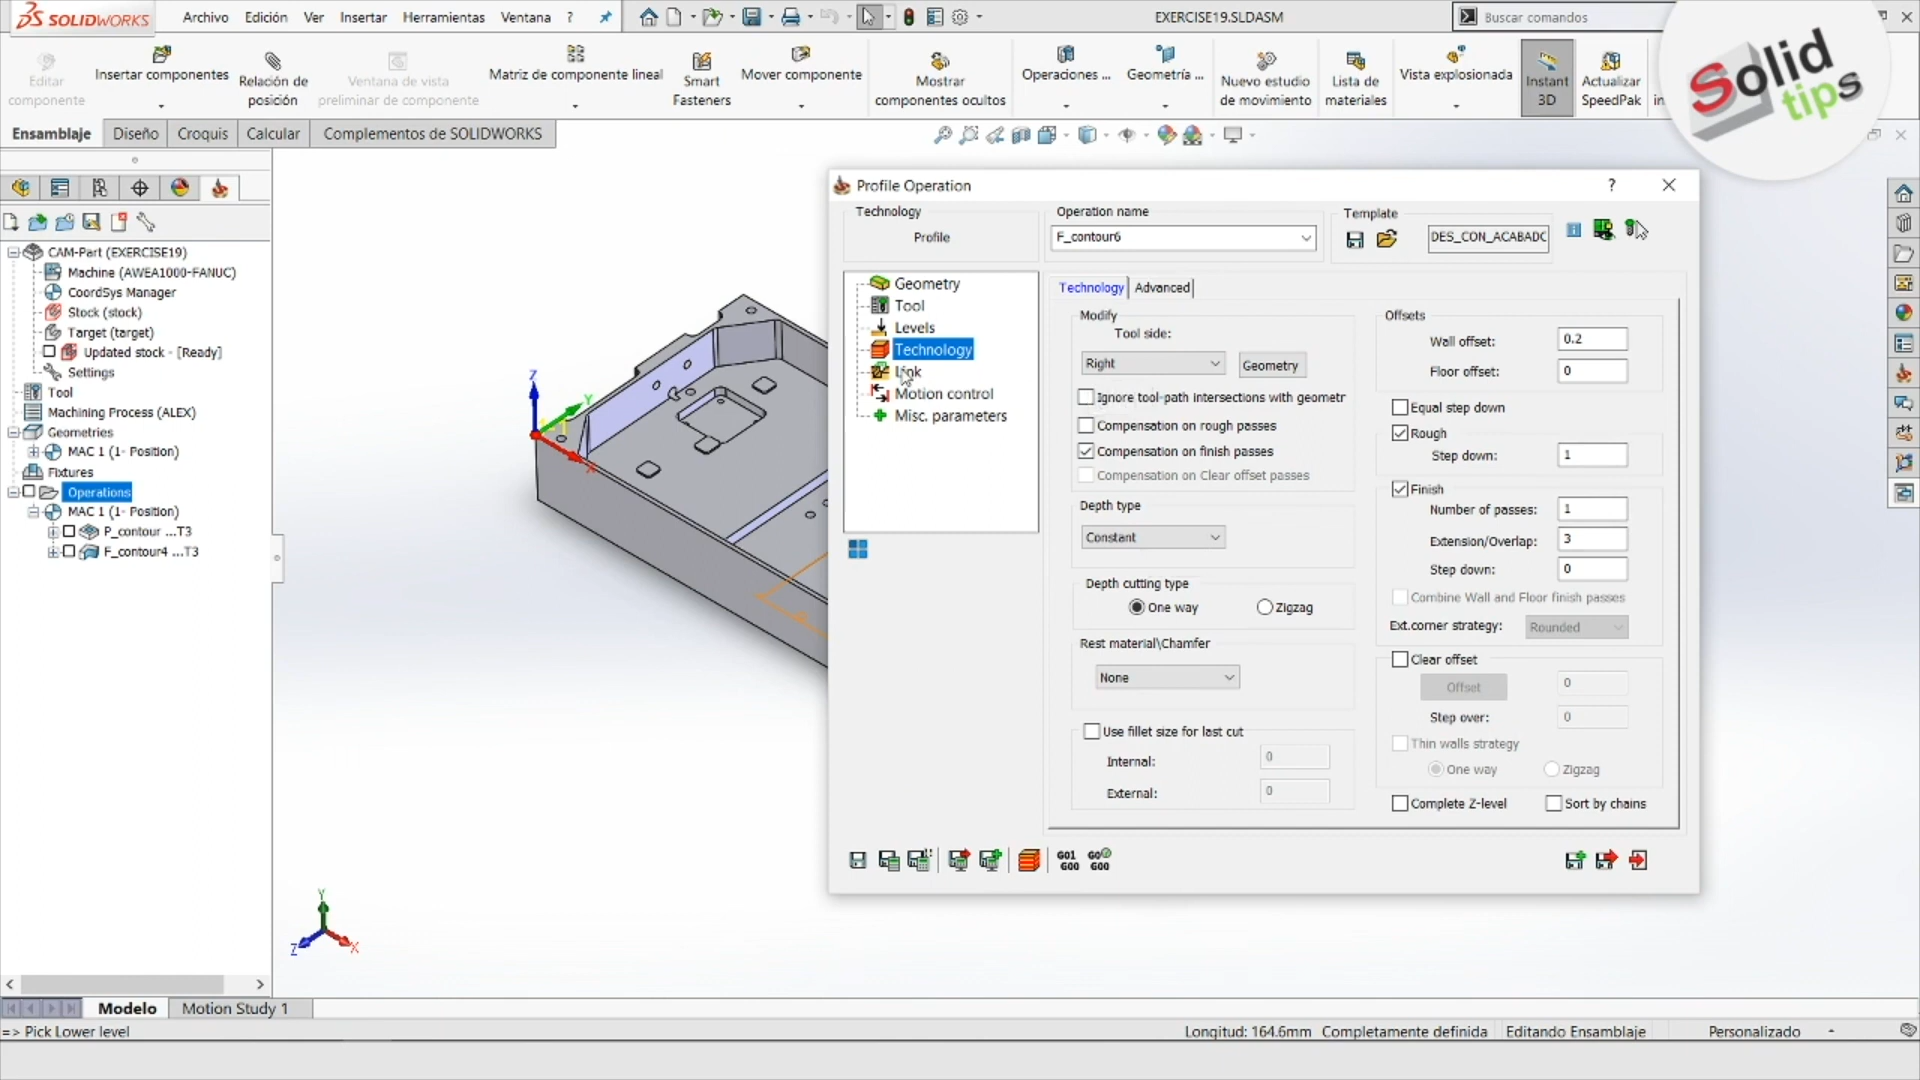 SOLIDWORKS
Archivo Edición Ver Insertar Herramientas Ventana ?
EXERCISE19.SLDASM
Buscar comandos
Solid
tips
Editar
componente
Insertar componentes
Relación de
posición
Ventana de vista
preliminar de componente
Matriz de componente lineal
Smart
Fasteners
Mover componente
Mostrar
componentes ocultos
Operaciones ...
Geometría ...
Nuevo estudio
de movimiento
Lista de
materiales
Vista explosionada
Instant
3D
Actualizar
SpeedPak
Ensamblaje Diseño Croquis Calcular Complementos de SOLIDWORKS
CAM-Part (EXERCISE19)
Machine (AWEA1000-FANUC)
CoordSys Manager
Stock (stock)
Target (target)
Updated stock - [Ready]
Settings
Tool
Machining Process (ALEX)
Geometries
MAC 1 (1- Position)
Fixtures
Operations
MAC 1 (1- Position)
P_contour ...T3
F_contour4 ...T3
Z
Y
X
Y
Z
X
Profile Operation ?
Technology
Profile
Operation name
F_contour6
Template
DES_CON_ACABADO
Geometry
Tool
Levels
Technology
Link
Motion control
Misc. parameters
Technology Advanced
Modify
Tool side:
Right Geometry
Ignore tool-path intersections with geometr
Compensation on rough passes
Compensation on finish passes
Compensation on Clear offset passes
Depth type
Constant
Depth cutting type
One way Zigzag
Rest material\Chamfer
None
Use fillet size for last cut
Internal: 0
External: 0
Offsets
Wall offset: 0.2
Floor offset: 0
Equal step down
Rough
Step down: 1
Finish
Number of passes: 1
Extension/Overlap: 3
Step down: 0
Combine Wall and Floor finish passes
Ext.corner strategy: Rounded
Clear offset
Offset 0
Step over: 0
Thin walls strategy
One way Zigzag
Complete Z-level Sort by chains
G01
G00
G0
G00
Modelo Motion Study 1
=> Pick Lower level
Longitud: 164.6mm Completamente definida Editando Ensamblaje Personalizado